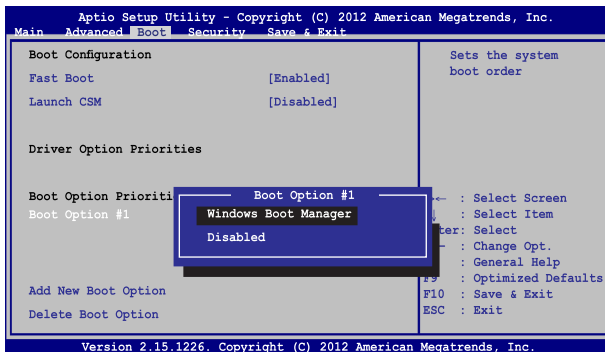 Aptio Setup Utility - Copyright (C) 2012 American Megatrends, Inc.
Main Advanced Boot Security Save & Exit
Boot Configuration
Fast Boot [Enabled]
Launch CSM [Disabled]
Driver Option Priorities
Boot Option Prioriti
Boot Option #1
Boot Option #1
Windows Boot Manager
Disabled
Add New Boot Option
Delete Boot Option
Sets the system
boot order
→← : Select Screen
↓ : Select Item
ter: Select
— : Change Opt.
: General Help
F9 : Optimized Defaults
F10 : Save & Exit
ESC : Exit
Version 2.15.1226. Copyright (C) 2012 American Megatrends, Inc.